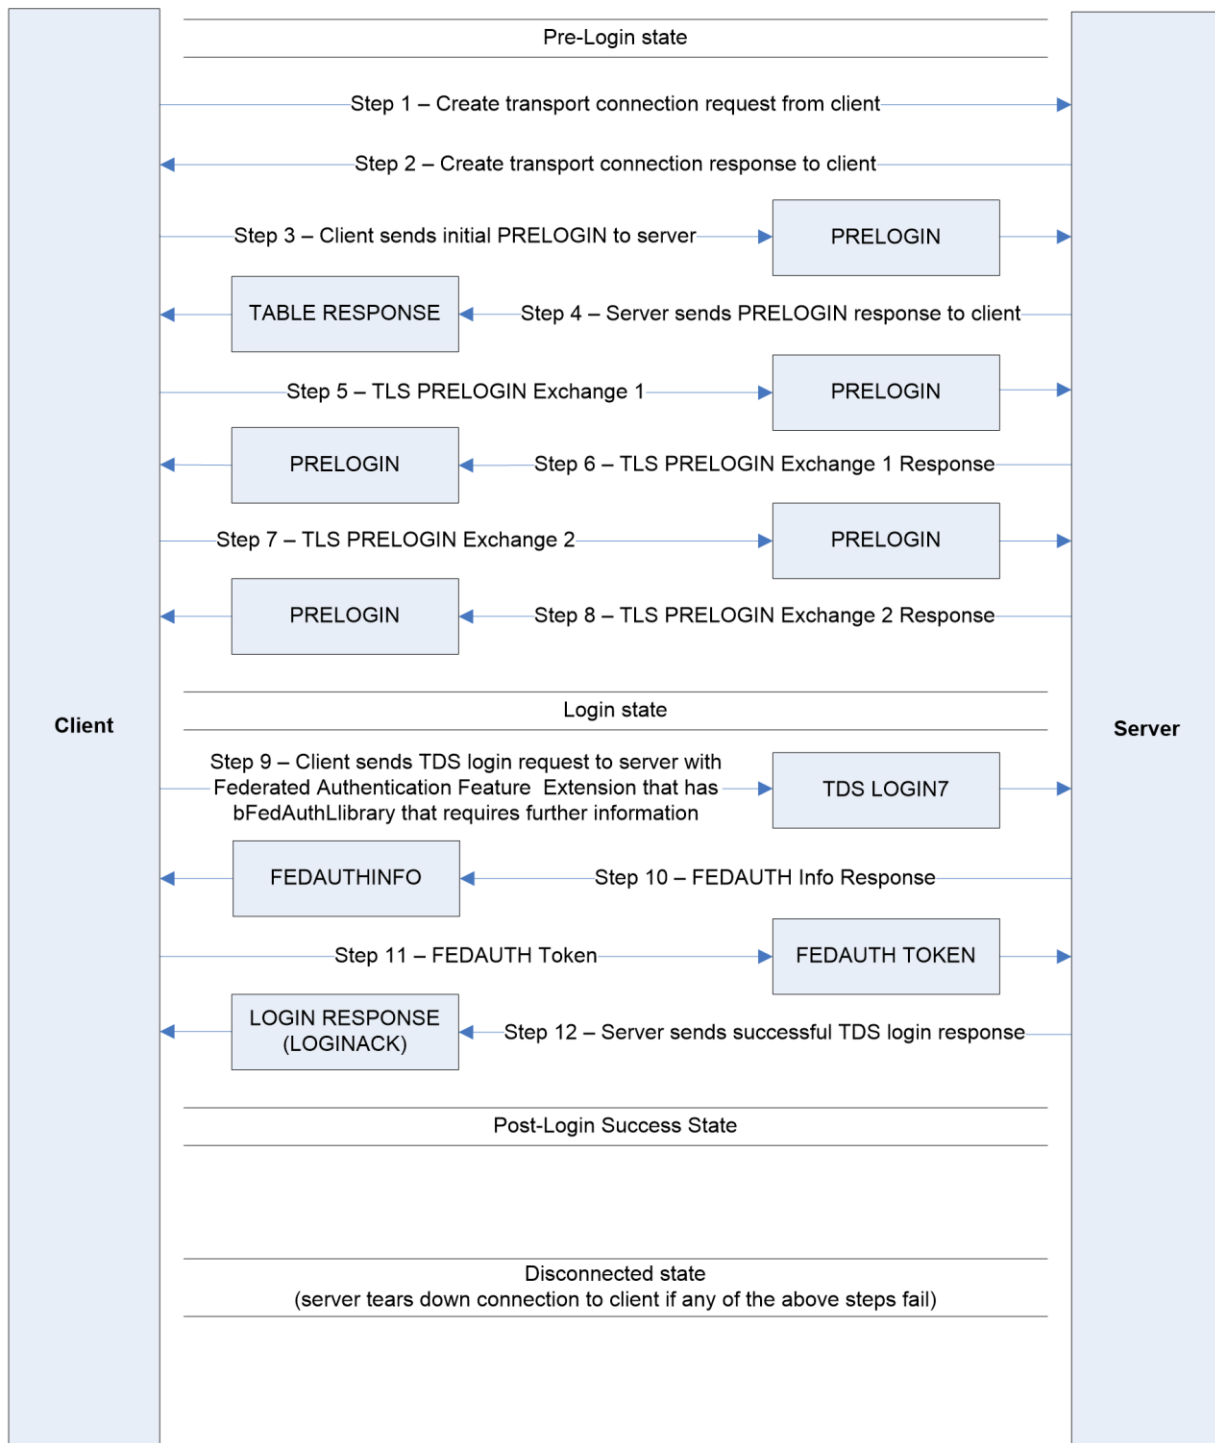 Pre-Login state
Step 1 – Create transport connection request from client
Step 2 – Create transport connection response to client
Step 3 – Client sends initial PRELOGIN to server
PRELOGIN
TABLE RESPONSE
Step 4 – Server sends PRELOGIN response to client
Step 5 – TLS PRELOGIN Exchange 1
PRELOGIN
PRELOGIN
Step 6 – TLS PRELOGIN Exchange 1 Response
Step 7 – TLS PRELOGIN Exchange 2
PRELOGIN
PRELOGIN
Step 8 – TLS PRELOGIN Exchange 2 Response
Login state
Client
Server
Step 9 – Client sends TDS login request to server with
Federated Authentication Feature  Extension that has
bFedAuthLlibrary that requires further information
TDS LOGIN7
FEDAUTHINFO
Step 10 – FEDAUTH Info Response
Step 11 – FEDAUTH Token
FEDAUTH TOKEN
LOGIN RESPONSE
(LOGINACK)
Step 12 – Server sends successful TDS login response
Post-Login Success State
Disconnected state
(server tears down connection to client if any of the above steps fail)